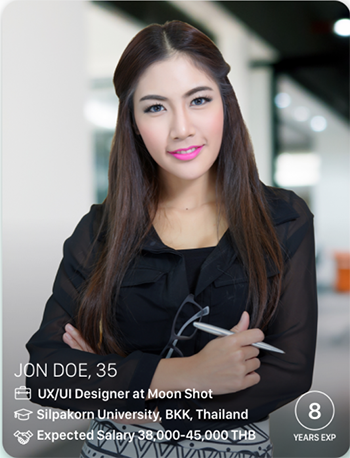 JON DOE, 35
UX/UI Designer at Moon Shot
Silpakorn University, BKK, Thailand
Expected Salary 38,000-45,000 THB
8
YEARS EXP